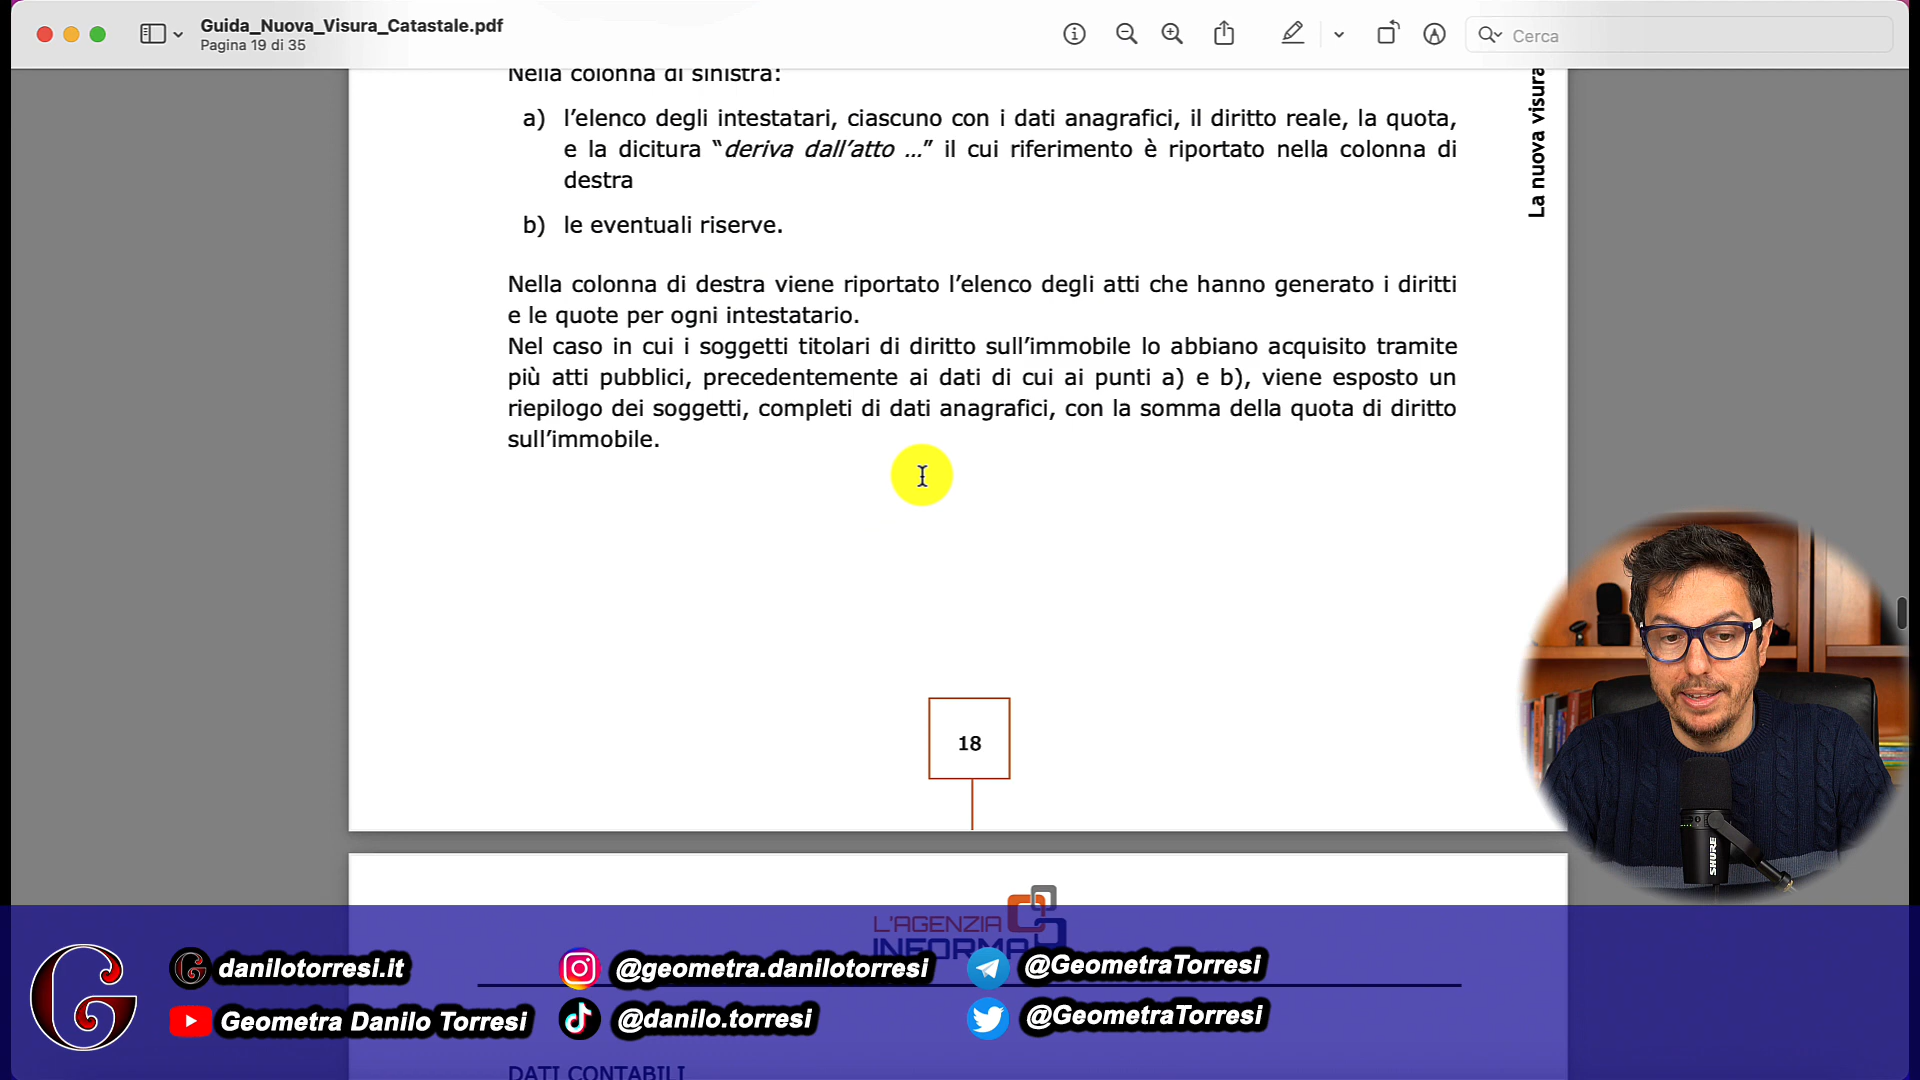 Guida_Nuova_Visura_Catastale.pdf
Pagina 19 di 35
Cerca
Nella colonna di sinistra:
La nuova visura
a) l’elenco degli intestatari, ciascuno con i dati anagrafici, il diritto reale, la quota,
e la dicitura “deriva dall’atto …” il cui riferimento è riportato nella colonna di
destra
b) le eventuali riserve.
Nella colonna di destra viene riportato l’elenco degli atti che hanno generato i diritti
e le quote per ogni intestatario.
Nel caso in cui i soggetti titolari di diritto sull’immobile lo abbiano acquisito tramite
più atti pubblici, precedentemente ai dati di cui ai punti a) e b), viene esposto un
riepilogo dei soggetti, completi di dati anagrafici, con la somma della quota di diritto
sull’immobile.
18
SHURE
L'AGENZIA
INFORMA
G danilotorresi.it
@geometra.danilotorresi
@GeometraTorresi
Geometra Danilo Torresi
@danilo.torresi
@GeometraTorresi
DATI CONTABILI